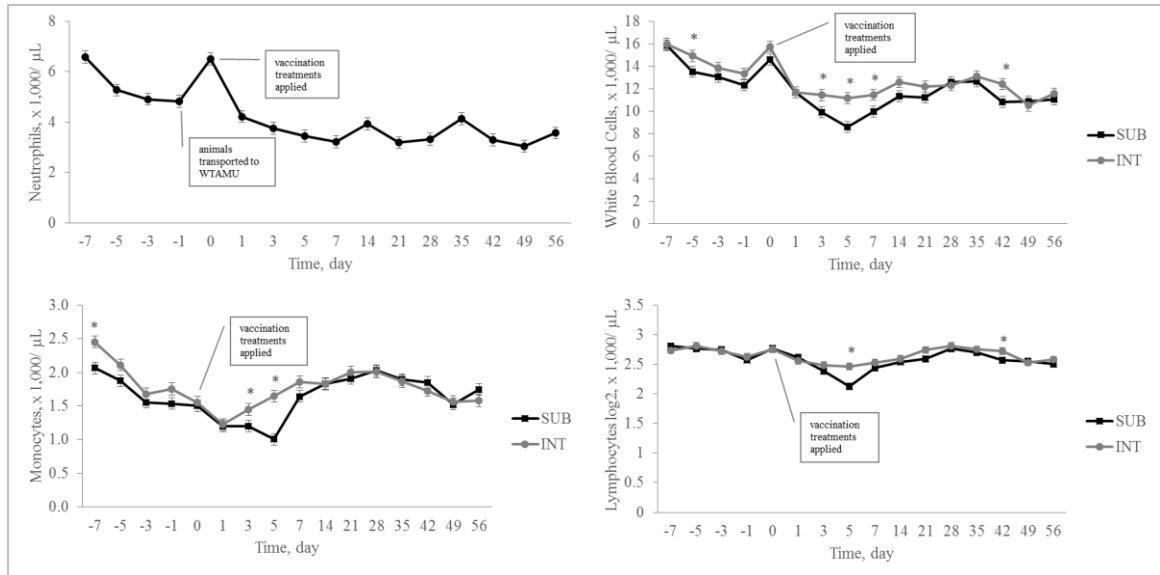 Neutrophils, x 1,000/ μL
8
6
4
2
0
vaccination
treatments
applied
animals
transported to
WTAMU
-7 -5 -3 -1 0 1 3 5 7 14 21 28 35 42 49 56
Time, day
White Blood Cells, x 1,000/ μL
18
16
14
12
10
8
6
4
2
0
vaccination
treatments
applied
* * * * *
SUB
INT
-7 -5 -3 -1 0 1 3 5 7 14 21 28 35 42 49 56
Time, day
Monocytes, x 1,000/ μL
3.0
2.5
2.0
1.5
1.0
0.5
0.0
vaccination
treatments
applied
* * *
SUB
INT
-7 -5 -3 -1 0 1 3 5 7 14 21 28 35 42 49 56
Time, day
Lymphocytes log2, x 1,000/ μL
3.5
3
2.5
2
1.5
1
0.5
0
* *
vaccination
treatments
applied
SUB
INT
-7 -5 -3 -1 0 1 3 5 7 14 21 28 35 42 49 56
Time, day